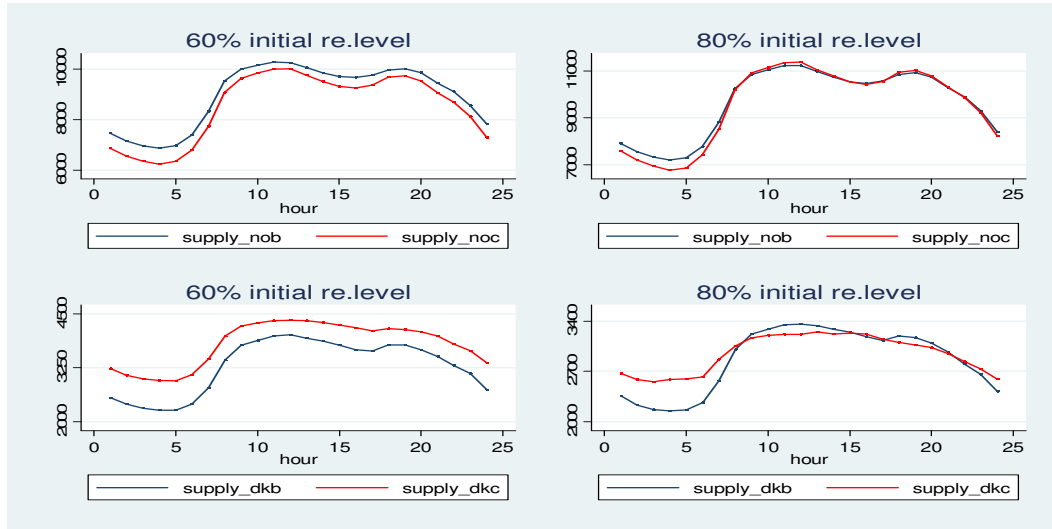 60% initial re.level
10000
8000
6000
0 5 10 15 20 25
hour
supply_nob supply_noc
80% initial re.level
11000
9000
7000
0 5 10 15 20 25
hour
supply_nob supply_noc
60% initial re.level
4500
3250
2000
0 5 10 15 20 25
hour
supply_dkb supply_dkc
80% initial re.level
3400
2700
2000
0 5 10 15 20 25
hour
supply_dkb supply_dkc